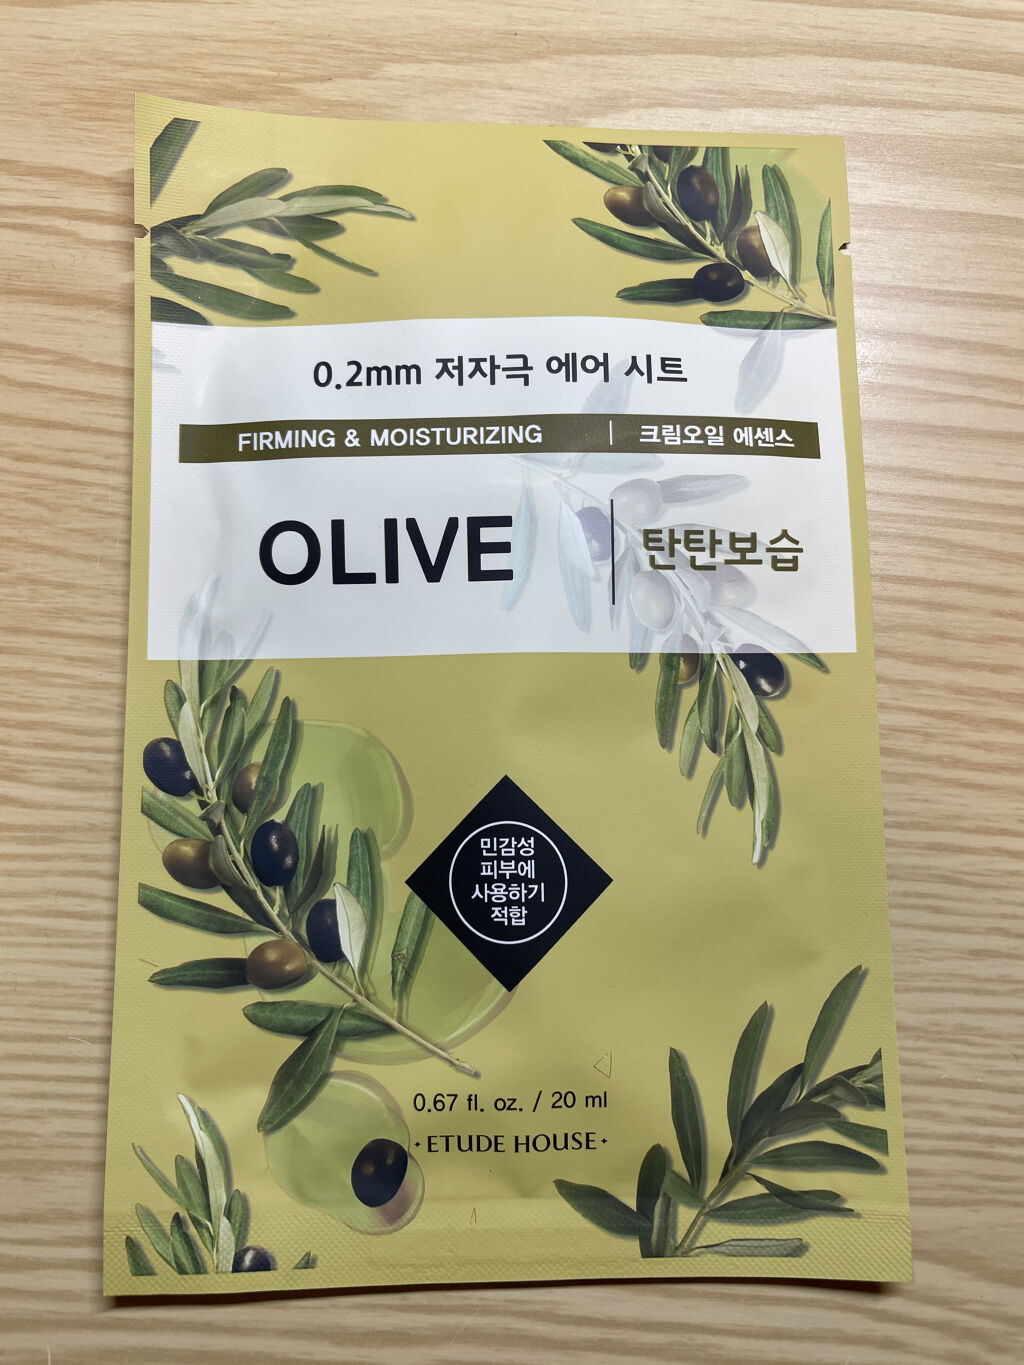 0.2mm 저자극 에어 시트
FIRMING & MOISTURIZING | 크림오일 에센스
OLIVE | 탄탄보습
민감성
피부에
사용하기
적합
0.67 fl. oz. / 20 ml
·ETUDE HOUSE·